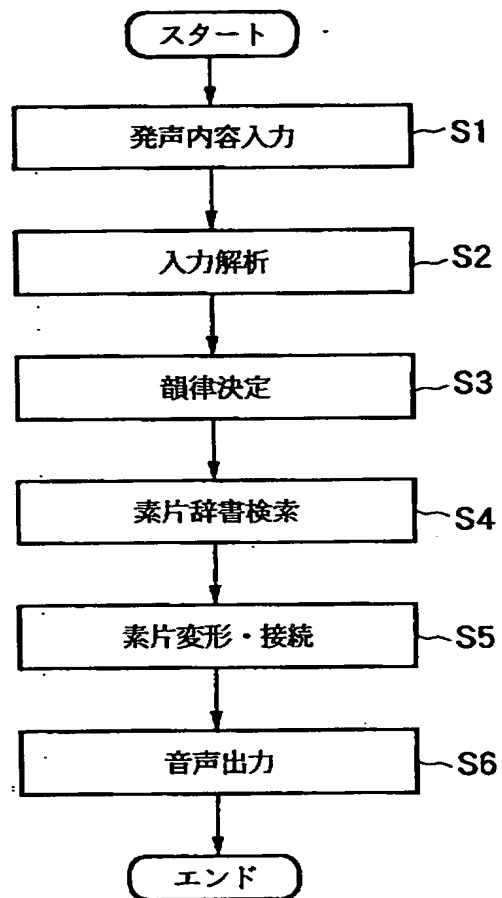 スタート
発声内容入力 S1
入力解析 S2
韻律決定 S3
素片辞書検索 S4
素片変形・接続 S5
音声出力 S6
エンド